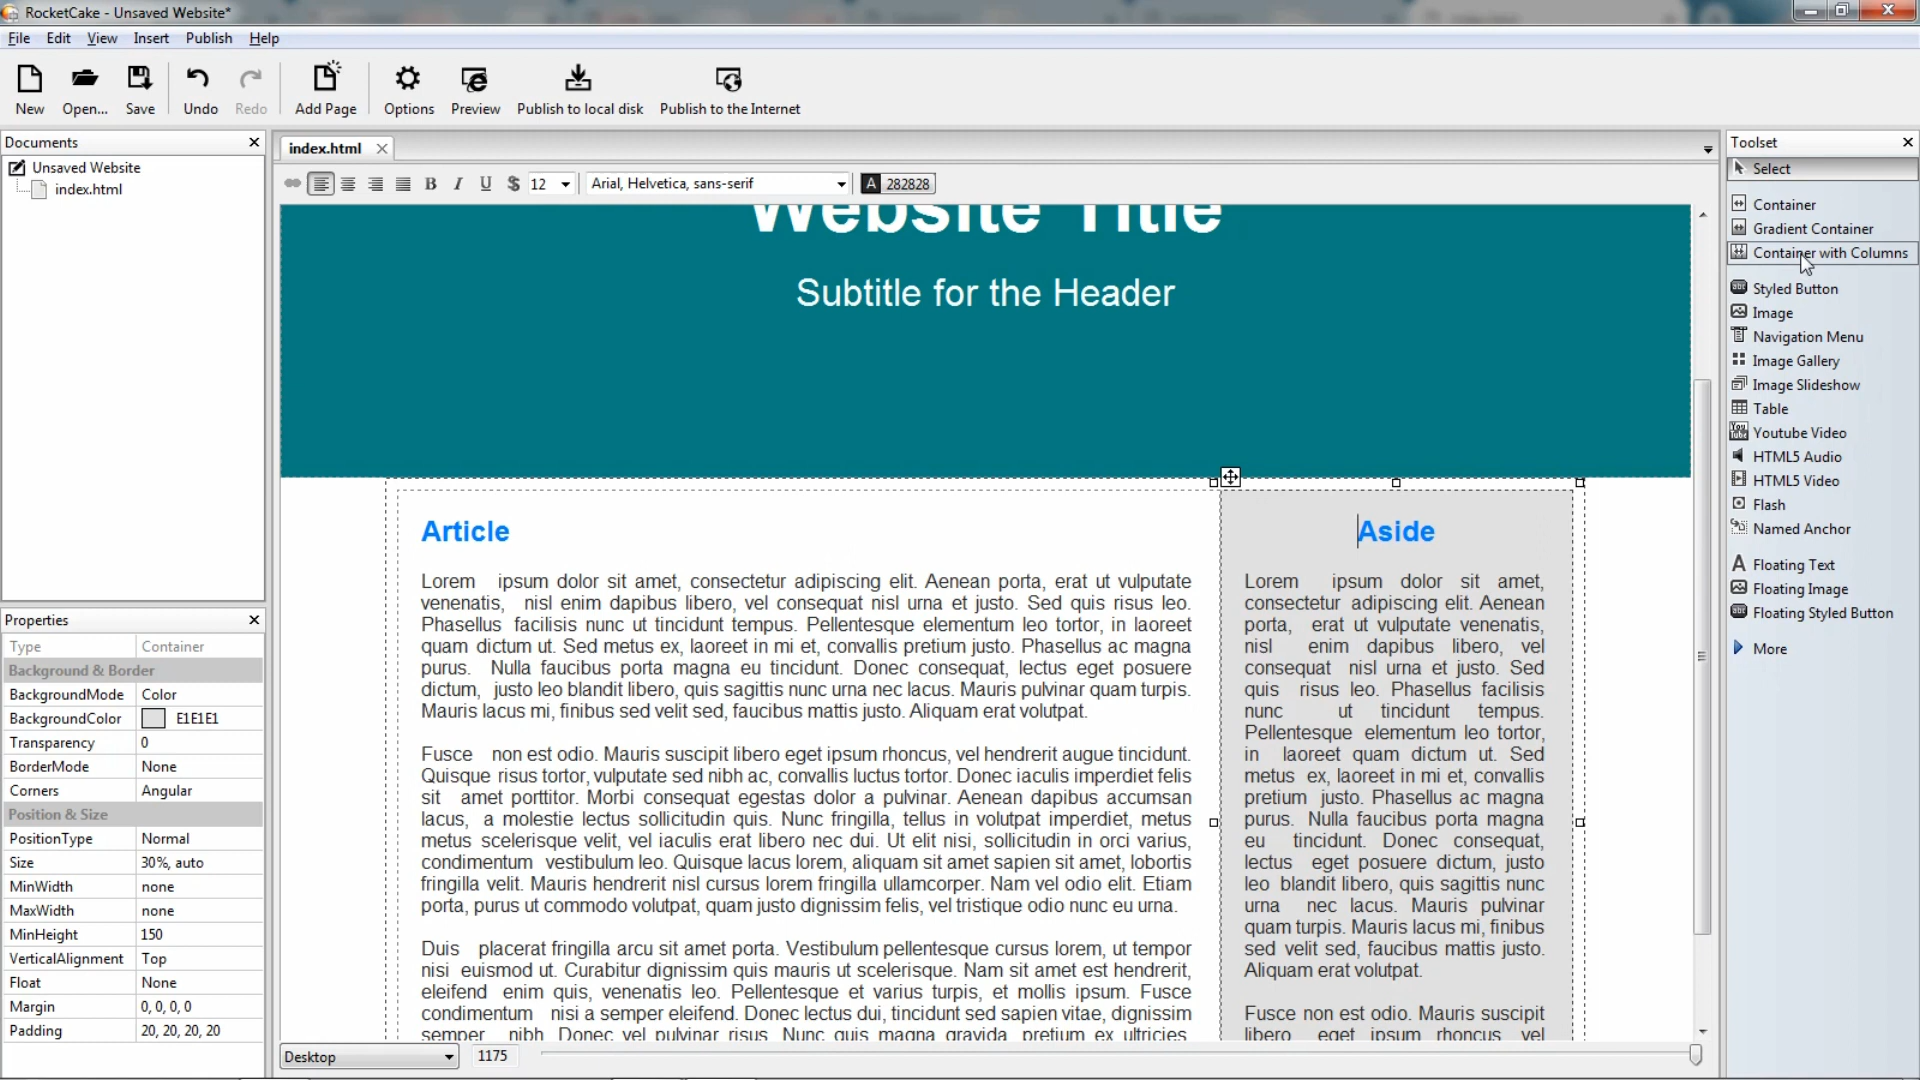 RocketCake - Unsaved Website*
File Edit View Insert Publish Help
New Open... Save Undo Redo Add Page Options Preview Publish to local disk Publish to the Internet
Documents
Unsaved Website
index.html
index.html
12 Arial, Helvetica, sans-serif A 282828
Website Title
Subtitle for the Header
Article
Lorem ipsum dolor sit amet, consectetur adipiscing elit. Aenean porta, erat ut vulputate
venenatis, nisl enim dapibus libero, vel consequat nisl urna et justo. Sed quis risus leo.
Phasellus facilisis nunc ut tincidunt tempus. Pellentesque elementum leo tortor, in laoreet
quam dictum ut. Sed metus ex, laoreet in mi et, convallis pretium justo. Phasellus ac magna
purus. Nulla faucibus porta magna eu tincidunt. Donec consequat, lectus eget posuere
dictum, justo leo blandit libero, quis sagittis nunc urna nec lacus. Mauris pulvinar quam turpis.
Mauris lacus mi, finibus sed velit sed, faucibus mattis justo. Aliquam erat volutpat.
Fusce non est odio. Mauris suscipit libero eget ipsum rhoncus, vel hendrerit augue tincidunt.
Quisque risus tortor, vulputate sed nibh ac, convallis luctus tortor. Donec iaculis imperdiet felis
sit amet porttitor. Morbi consequat egestas dolor a pulvinar. Aenean dapibus accumsan
lacus, a molestie lectus sollicitudin quis. Nunc fringilla, tellus in volutpat imperdiet, metus
metus scelerisque velit, vel iaculis erat libero nec dui. Ut elit nisi, sollicitudin in orci varius,
condimentum vestibulum leo. Quisque lacus lorem, aliquam sit amet sapien sit amet, lobortis
fringilla velit. Mauris hendrerit nisl cursus lorem fringilla ullamcorper. Nam vel odio elit. Etiam
porta, purus ut commodo volutpat, quam justo dignissim felis, vel tristique odio nunc eu urna.
Duis placerat fringilla arcu sit amet porta. Vestibulum pellentesque cursus lorem, ut tempor
nisi euismod ut. Curabitur dignissim quis mauris ut scelerisque. Nam sit amet est hendrerit,
eleifend enim quis, venenatis leo. Pellentesque et varius turpis, et mollis ipsum. Fusce
condimentum nisi a semper eleifend. Donec lectus dui, tincidunt sed sapien vitae, dignissim
semper nibh. Donec vel pulvinar risus. Nunc quis magna gravida, pretium ex ultricies,
Aside
Lorem ipsum dolor sit amet,
consectetur adipiscing elit. Aenean
porta, erat ut vulputate venenatis,
nisl enim dapibus libero, vel
consequat nisl urna et justo. Sed
quis risus leo. Phasellus facilisis
nunc ut tincidunt tempus.
Pellentesque elementum leo tortor,
in laoreet quam dictum ut. Sed
metus ex, laoreet in mi et, convallis
pretium justo. Phasellus ac magna
purus. Nulla faucibus porta magna
eu tincidunt. Donec consequat,
lectus eget posuere dictum, justo
leo blandit libero, quis sagittis nunc
urna nec lacus. Mauris pulvinar
quam turpis. Mauris lacus mi, finibus
sed velit sed, faucibus mattis justo.
Aliquam erat volutpat.
Fusce non est odio. Mauris suscipit
libero eget ipsum rhoncus, vel
Desktop 1175
Properties
Type Container
Background & Border
BackgroundMode Color
BackgroundColor E1E1E1
Transparency 0
BorderMode None
Corners Angular
Position & Size
PositionType Normal
Size 30%, auto
MinWidth none
MaxWidth none
MinHeight 150
VerticalAlignment Top
Float None
Margin 0, 0, 0, 0
Padding 20, 20, 20, 20
Toolset
Select
Container
Gradient Container
Container with Columns
Styled Button
Image
Navigation Menu
Image Gallery
Image Slideshow
Table
Youtube Video
HTML5 Audio
HTML5 Video
Flash
Named Anchor
Floating Text
Floating Image
Floating Styled Button
More